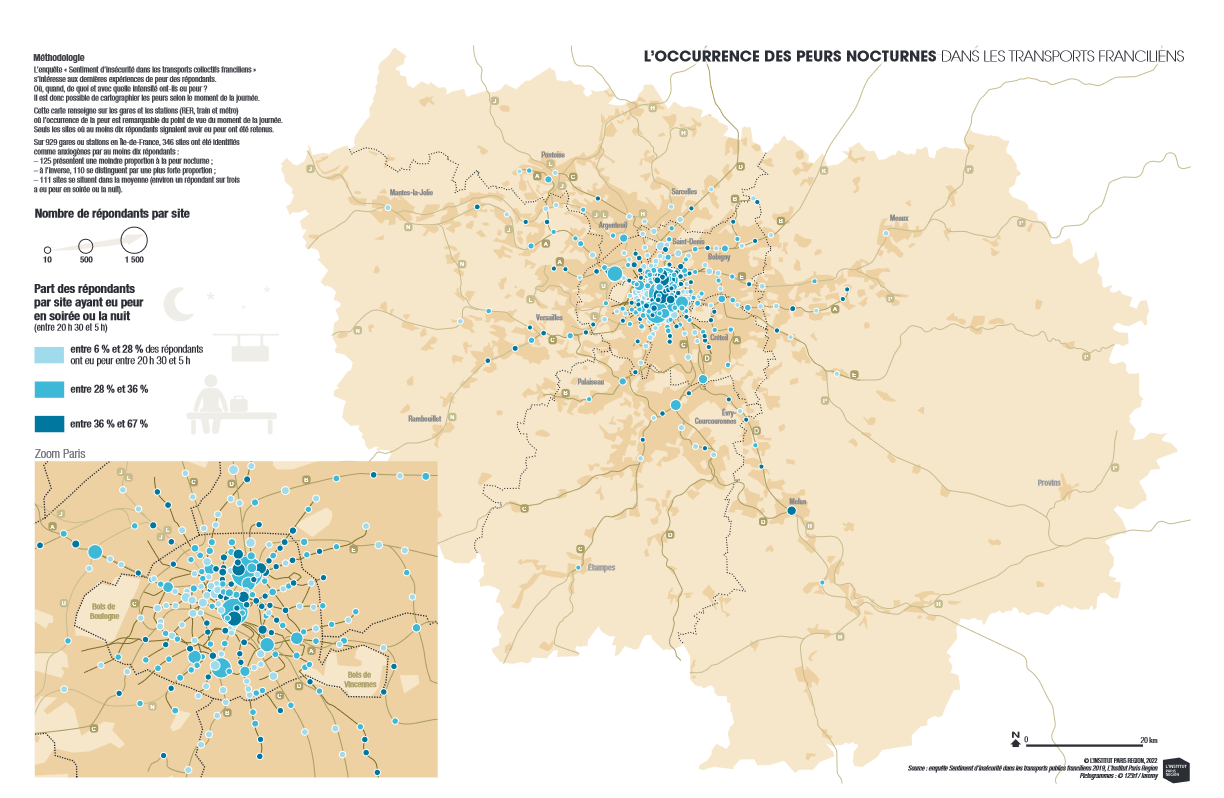 L'OCCURRENCE DES PEURS NOCTURNES DANS LES TRANSPORTS FRANCILIENS
Méthodologie
L'enquête « Sentiment d'insécurité dans les transports collectifs franciliens »
s'intéresse aux dernières expériences de peur des répondants.
Où, quand, de quoi et avec quelle intensité ont-ils eu peur ?
Il est donc possible de cartographier les peurs selon le moment de la journée.
Cette carte renseigne sur les gares et les stations (RER, train et métro)
où l'occurrence de la peur est remarquable du point de vue du moment de la journée.
Seuls les sites où au moins dix répondants signalent avoir eu peur ont été retenus.
Sur 929 gares ou stations en Île-de-France, 346 sites ont été identifiés
comme anxiogènes par au moins dix répondants :
– 125 présentent une moindre proportion à la peur nocturne ;
– à l'inverse, 110 se distinguent par une plus forte proportion ;
– 111 sites se situent dans la moyenne (environ un répondant sur trois
a eu peur en soirée ou la nuit).
Nombre de répondants par site
10
500
1 500
Part des répondants
par site ayant eu peur
en soirée ou la nuit
(entre 20 h 30 et 5 h)
entre 6 % et 28 % des répondants
ont eu peur entre 20 h 30 et 5 h
entre 28 % et 36 %
entre 36 % et 67 %
Zoom Paris
Bois de
Boulogne
Bois de
Vincennes
Pontoise
Mantes-la-Jolie
Sarcelles
Argenteuil
Saint-Denis
Bobigny
Meaux
Versailles
Créteil
Palaiseau
Rambouillet
Évry-
Courcouronnes
Melun
Provins
Étampes
N
0
20 km
© L'INSTITUT PARIS REGION, 2022
Source : enquête Sentiment d'insécurité dans les transports publics franciliens 2019, L'Institut Paris Region
L'INSTITUT
PARIS
REGION